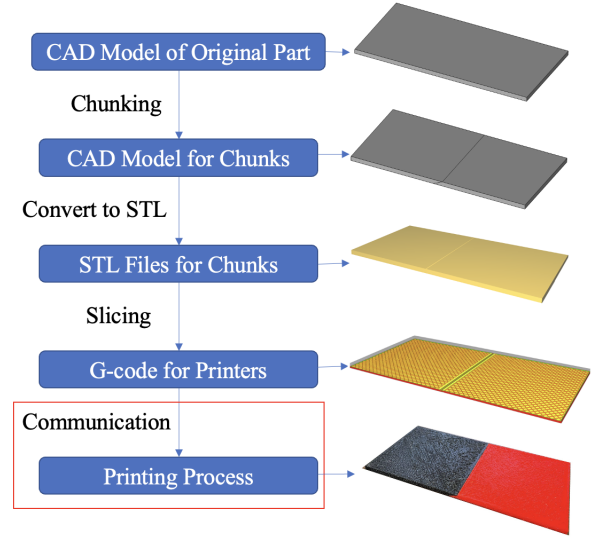 CAD Model of Original Part
Chunking
CAD Model for Chunks
Convert to STL
STL Files for Chunks
Slicing
G-code for Printers
Communication
Printing Process